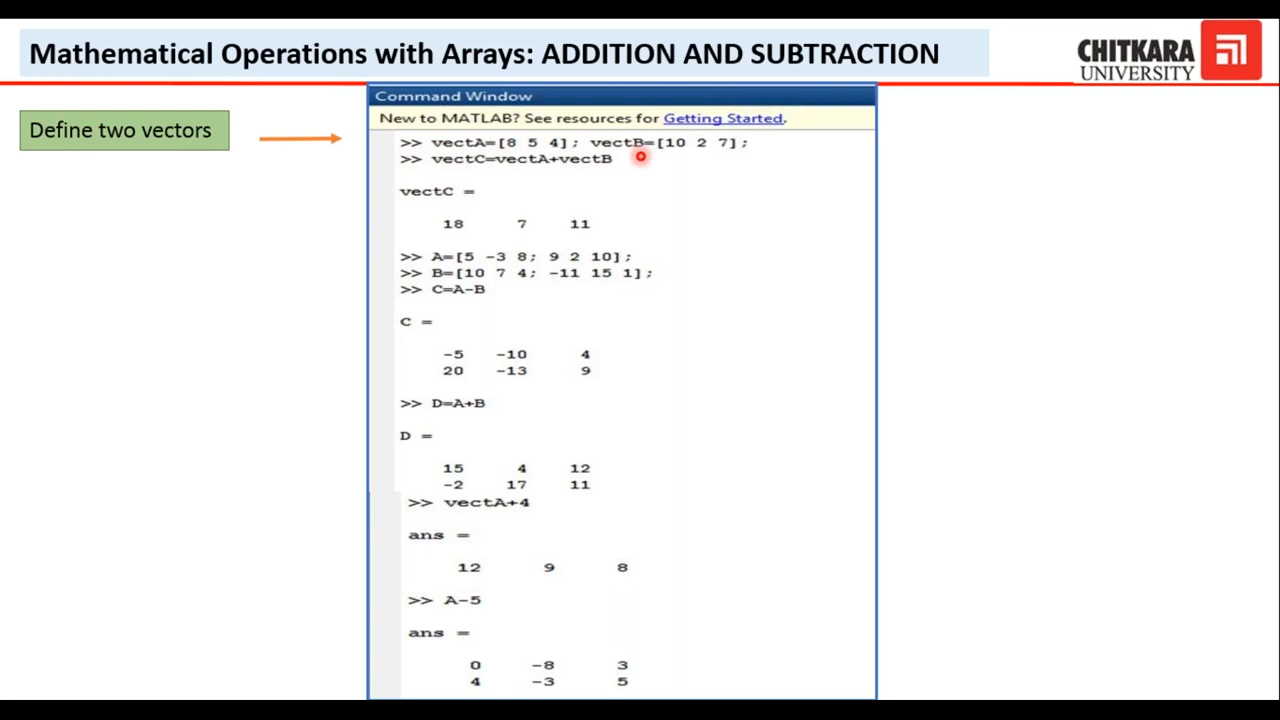 Mathematical Operations with Arrays: ADDITION AND SUBTRACTION
CHITKARA
UNIVERSITY
Define two vectors
Command Window
New to MATLAB? See resources for Getting Started.
>> vectA=[8 5 4]; vectB=[10 2 7];
>> vectC=vectA+vectB
vectC =
18 7 11
>> A=[5 -3 8; 9 2 10];
>> B=[10 7 4; -11 15 1];
>> C=A-B
C =
-5 -10 4
20 -13 9
>> D=A+B
D =
15 4 12
-2 17 11
>> vectA+4
ans =
12 9 8
>> A-5
ans =
0 -8 3
4 -3 5